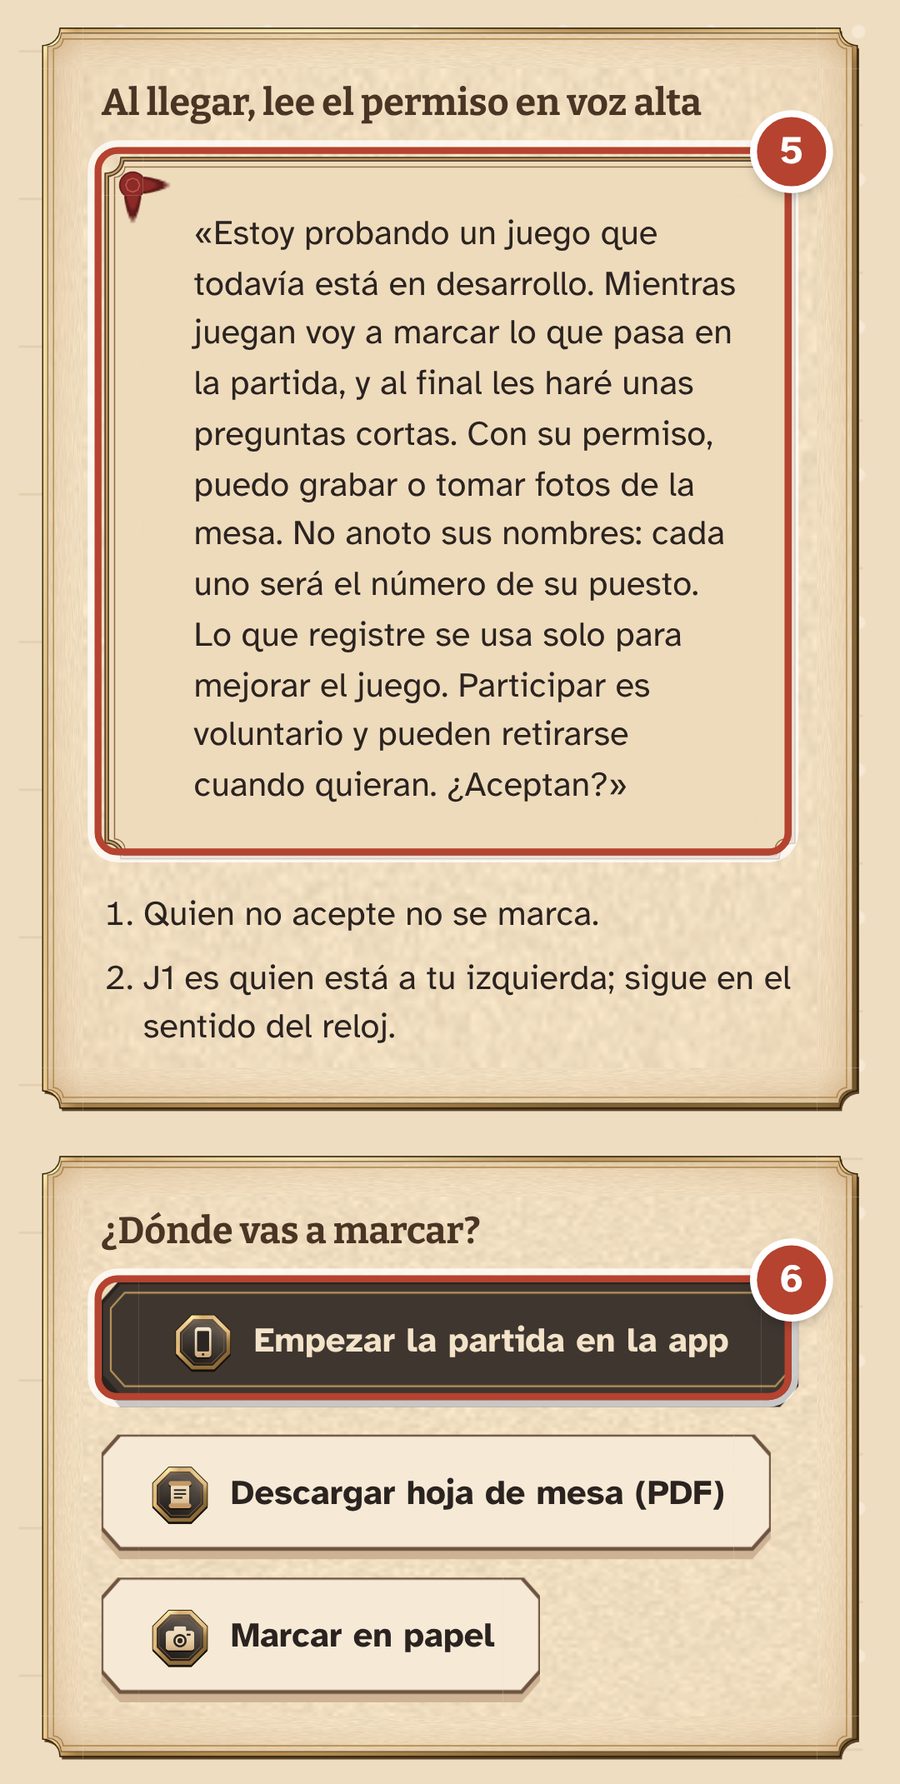 Al llegar, lee el permiso en voz alta
5
«Estoy probando un juego que
todavía está en desarrollo. Mientras
juegan voy a marcar lo que pasa en
la partida, y al final les haré unas
preguntas cortas. Con su permiso,
puedo grabar o tomar fotos de la
mesa. No anoto sus nombres: cada
uno será el número de su puesto.
Lo que registre se usa solo para
mejorar el juego. Participar es
voluntario y pueden retirarse
cuando quieran. ¿Aceptan?»
1. Quien no acepte no se marca.
2. J1 es quien está a tu izquierda; sigue en el
sentido del reloj.
¿Dónde vas a marcar?
6
Empezar la partida en la app
Descargar hoja de mesa (PDF)
Marcar en papel